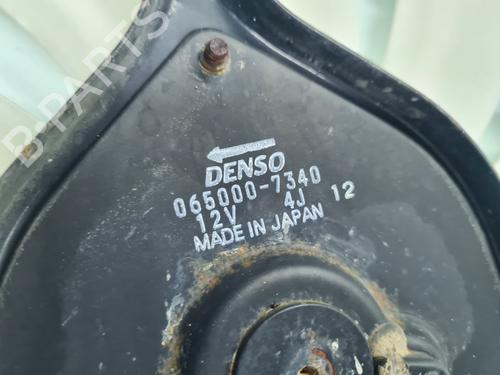 B-PARTS
DENSO
065000-7340
12V 4J 12
MADE IN JAPAN